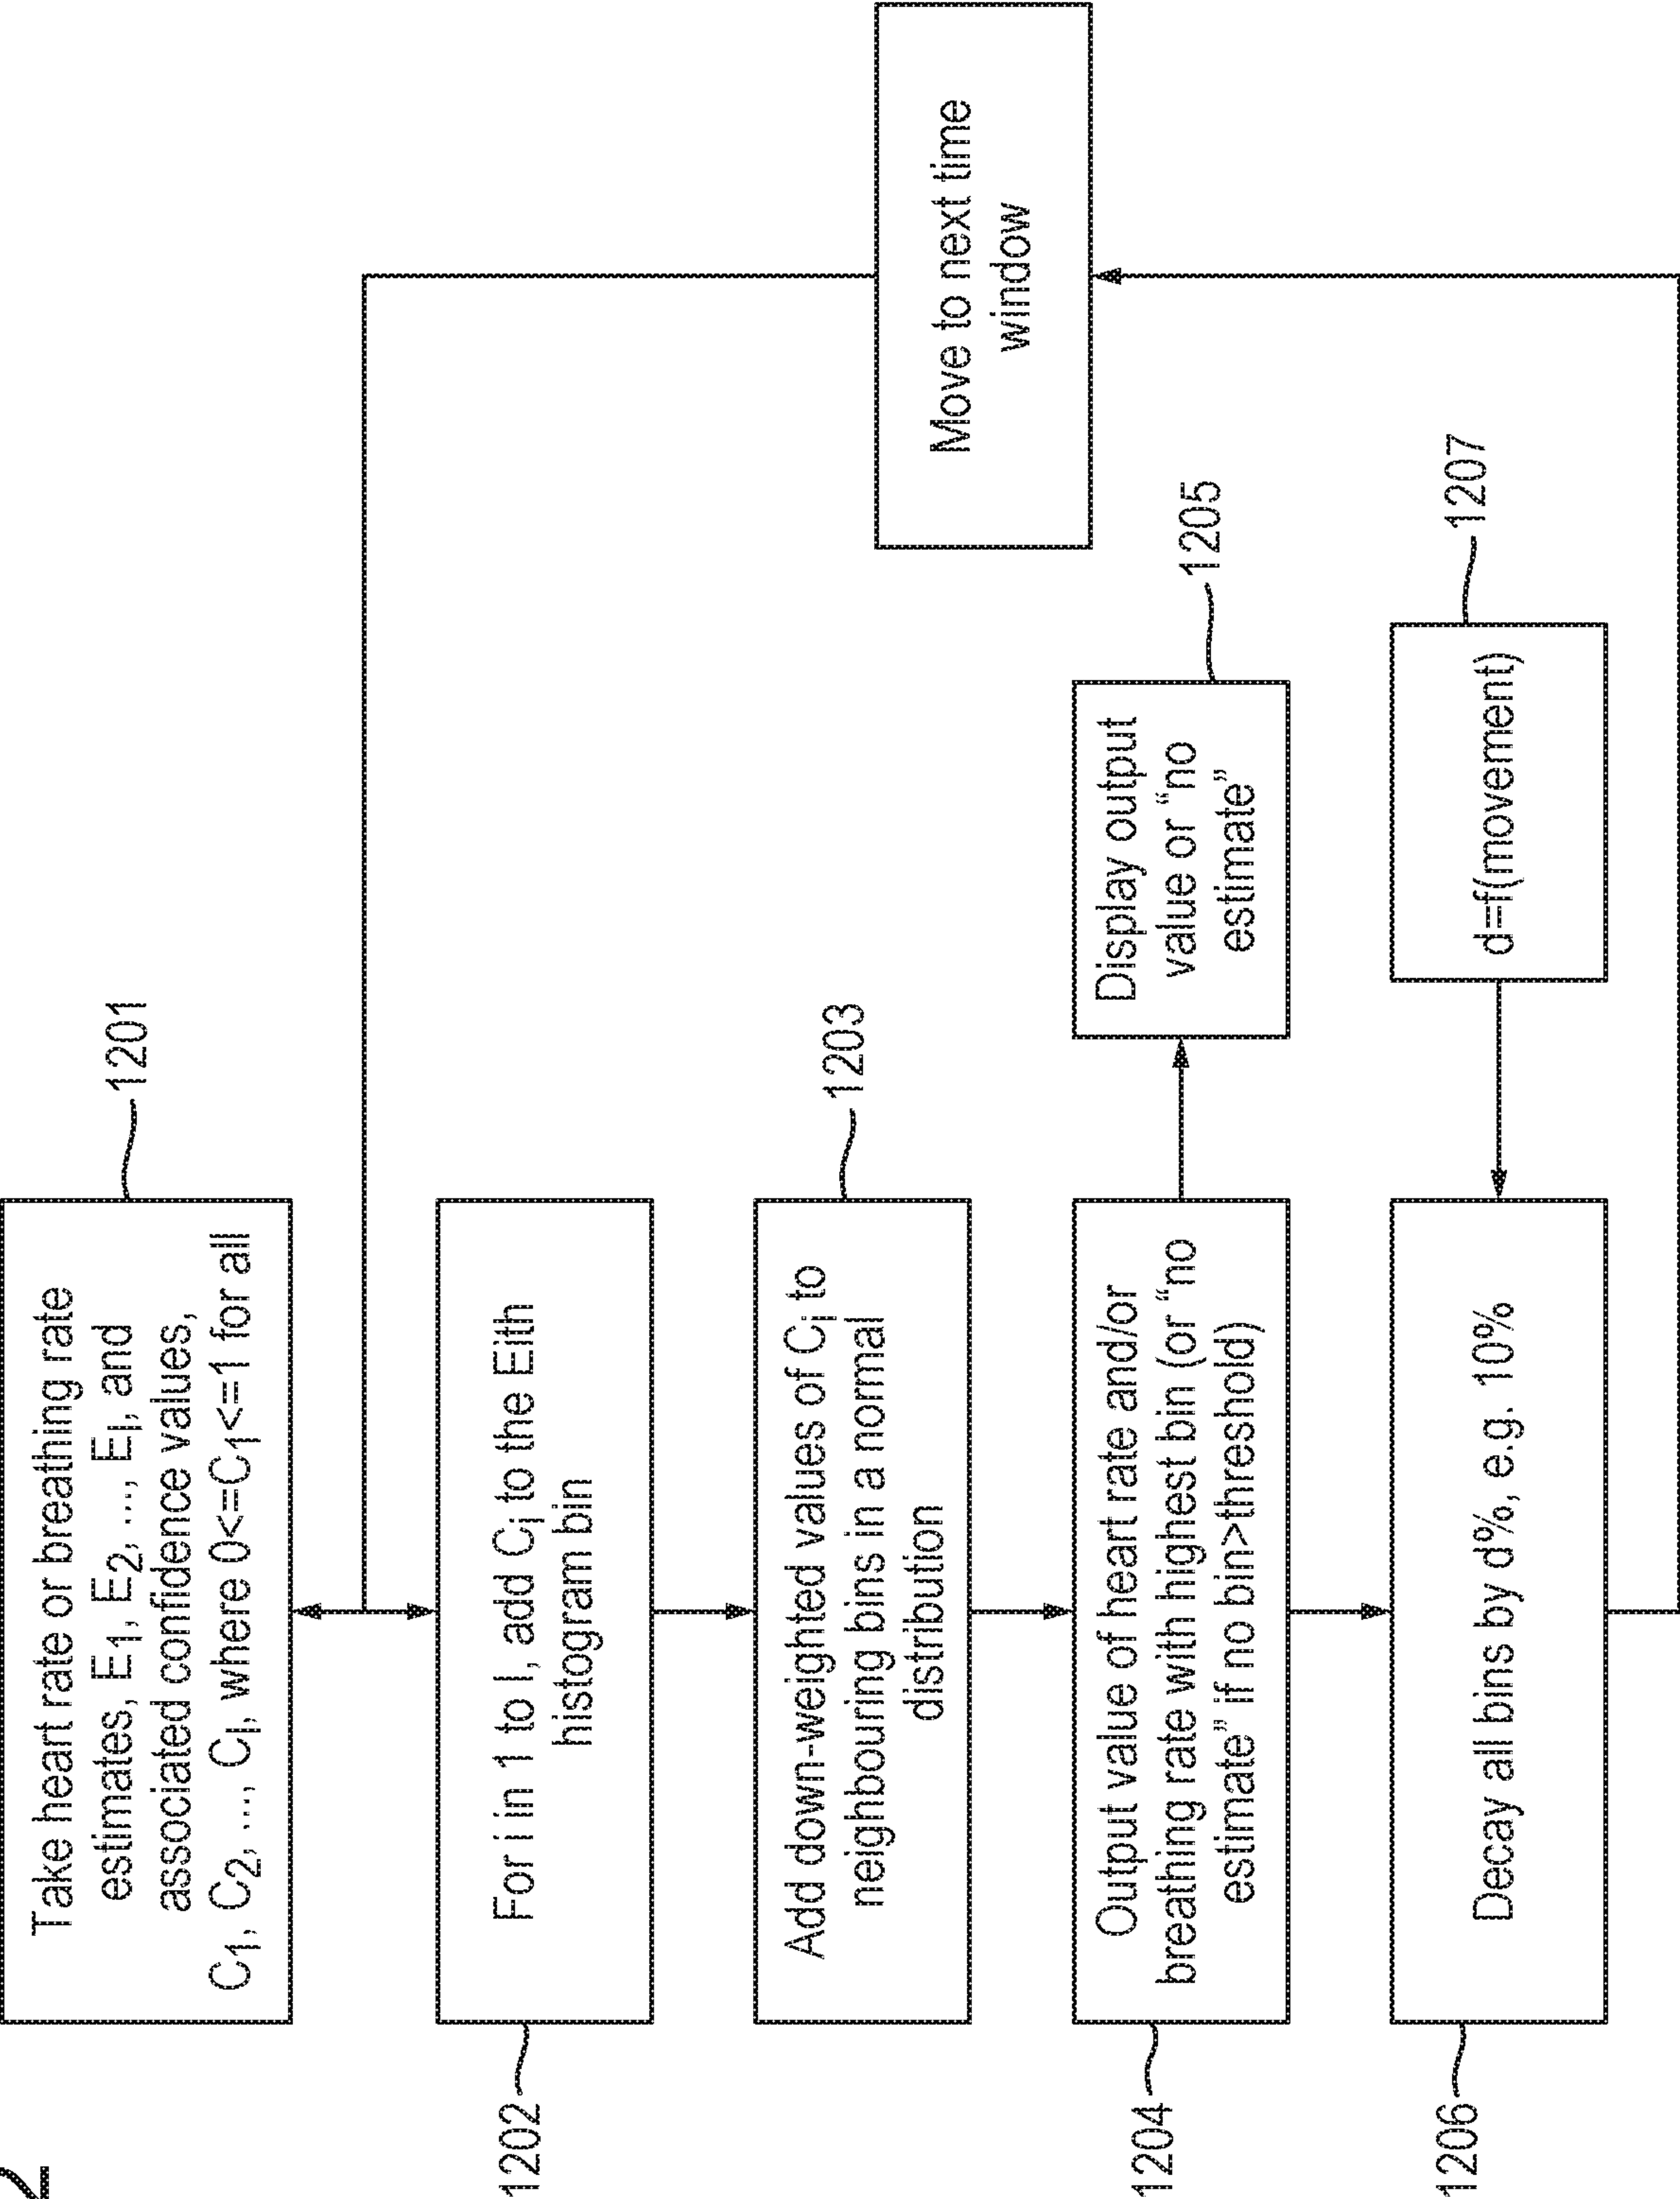 2
Take heart rate or breathing rate
estimates, E1, E2, ..., EI, and
associated confidence values,
C1, C2, ..., CI, where 0<=C1<=1 for all
1201
For i in 1 to I, add Ci to the Eith
histogram bin
1202
Add down-weighted values of Ci to
neighbouring bins in a normal
distribution
1203
Output value of heart rate and/or
breathing rate with highest bin (or “no
estimate” if no bin>threshold)
1204
Display output
value or “no
estimate”
1205
Decay all bins by d%, e.g. 10%
1206
d=f(movement)
1207
Move to next time
window